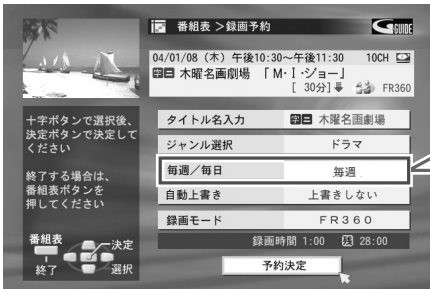 番組表 >録画予約
GGUIDE
04/01/08（木）午後10:30～午後11:30 10CH
字二 木曜名画劇場 「M・I・ジョー」
[ 30分] FR360
十字ボタンで選択後、
決定ボタンで決定して
ください
終了する場合は、
番組表ボタンを
押してください
番組表
決定
終了
選択
タイトル名入力 字二 木曜名画劇場
ジャンル選択 ドラマ
毎週／毎日 毎週
自動上書き 上書きしない
録画モード FR360
録画時間 1:00 残 28:00
予約決定